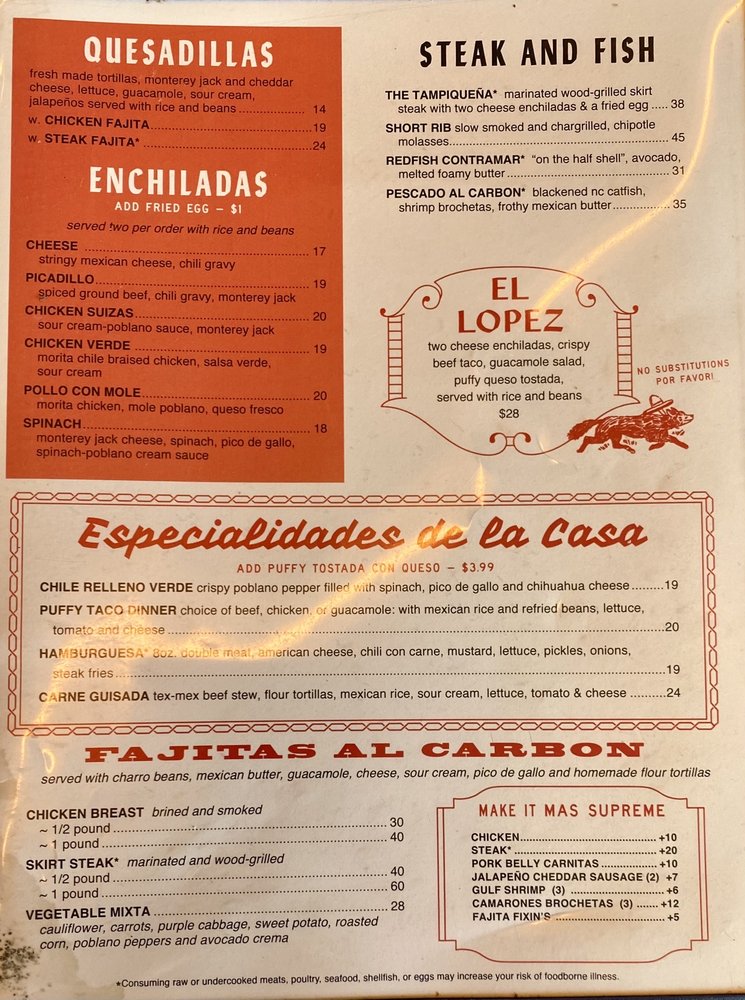 QUESADILLAS
fresh made tortillas, monterey jack and cheddar
cheese, lettuce, guacamole, sour cream,
jalapeños served with rice and beans ..................... 14
w. CHICKEN FAJITA.......................................19
w. STEAK FAJITA* ........................................24
ENCHILADAS
ADD FRIED EGG – $1
served two per order with rice and beans
CHEESE ....................................................... 17
stringy mexican cheese, chili gravy
PICADILLO.................................................... 19
spiced ground beef, chili gravy, monterey jack
CHICKEN SUIZAS.......................................... 20
sour cream-poblano sauce, monterey jack
CHICKEN VERDE .......................................... 19
morita chile braised chicken, salsa verde,
sour cream
POLLO CON MOLE......................................... 20
morita chicken, mole poblano, queso fresco
SPINACH....................................................... 18
monterey jack cheese, spinach, pico de gallo,
spinach-poblano cream sauce
STEAK AND FISH
THE TAMPIQUEÑA* marinated wood-grilled skirt
steak with two cheese enchiladas & a fried egg ..... 38
SHORT RIB slow smoked and chargrilled, chipotle
molasses....................................................... 45
REDFISH CONTRAMAR* "on the half shell", avocado,
melted foamy butter......................................... 31
PESCADO AL CARBON* blackened nc catfish,
shrimp brochetas, frothy mexican butter................ 35
EL
LOPEZ
two cheese enchiladas, crispy
beef taco, guacamole salad,
puffy queso tostada,
served with rice and beans
$28
NO SUBSTITUTIONS
POR FAVOR!
Especialidades de la Casa
ADD PUFFY TOSTADA CON QUESO – $3.99
CHILE RELLENO VERDE crispy poblano pepper filled with spinach, pico de gallo and chihuahua cheese.........19
PUFFY TACO DINNER choice of beef, chicken, or guacamole: with mexican rice and refried beans, lettuce,
tomato and cheese ...............................................................................20
HAMBURGUESA* 8oz. double meat, american cheese, chili con carne, mustard, lettuce, pickles, onions,
steak fries..........................................................................................19
CARNE GUISADA tex-mex beef stew, flour tortillas, mexican rice, sour cream, lettuce, tomato & cheese ..........24
FAJITAS AL CARBON
served with charro beans, mexican butter, guacamole, cheese, sour cream, pico de gallo and homemade flour tortillas
CHICKEN BREAST brined and smoked
~ 1/2 pound .................................................... 30
~ 1 pound ....................................................... 40
SKIRT STEAK* marinated and wood-grilled
~ 1/2 pound .................................................... 40
~ 1 pound ....................................................... 60
VEGETABLE MIXTA ......................................... 28
cauliflower, carrots, purple cabbage, sweet potato, roasted
corn, poblano peppers and avocado crema
MAKE IT MAS SUPREME
CHICKEN......................................... +10
STEAK* ........................................... +20
PORK BELLY CARNITAS ................. +10
JALAPEÑO CHEDDAR SAUSAGE (2) +7
GULF SHRIMP (3) ............................ +6
CAMARONES BROCHETAS (3) ....... +12
FAJITA FIXIN'S ................................. +5
*Consuming raw or undercooked meats, poultry, seafood, shellfish, or eggs may increase your risk of foodborne illness.